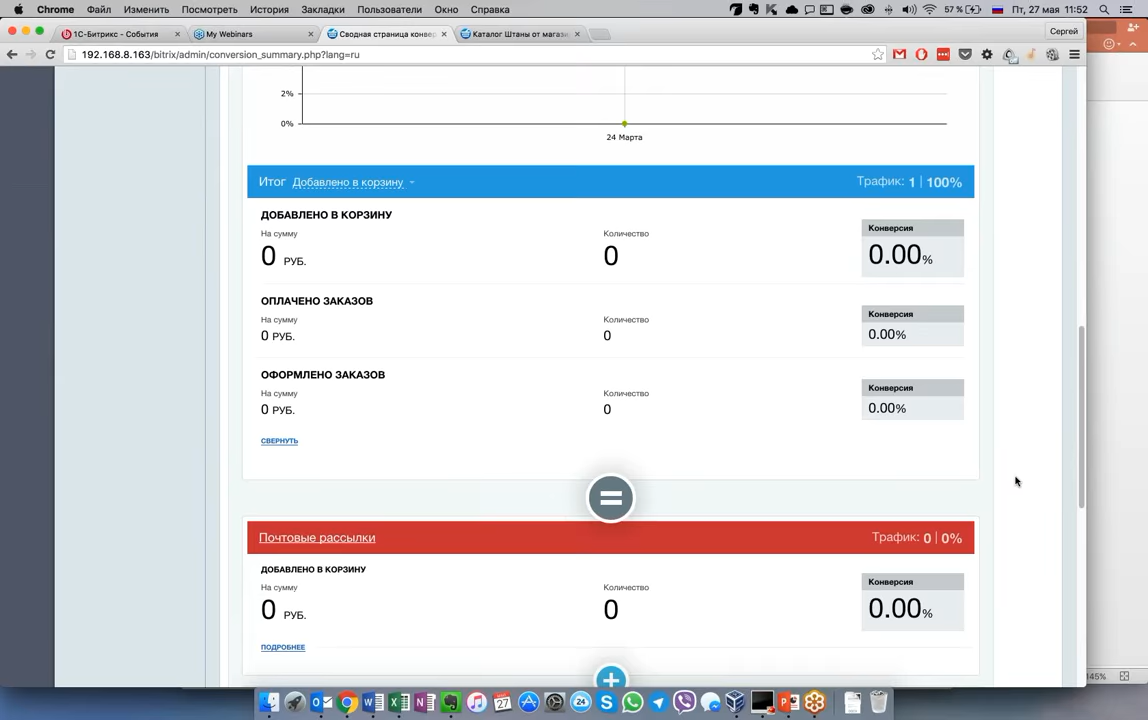 Chrome Файл Изменить Посмотреть История Закладки Пользователи Окно Справка 57 % Пт, 27 мая 11:52
1С-Битрикс - События My Webinars Сводная страница конвер Каталог Штаны от магази Сергей
192.168.8.163/bitrix/admin/conversion_summary.php?lang=ru
2%
0%
24 Марта
Итог Добавлено в корзину Трафик: 1 | 100%
ДОБАВЛЕНО В КОРЗИНУ
На сумму Количество Конверсия
0 РУБ. 0 0.00%
ОПЛАЧЕНО ЗАКАЗОВ
На сумму Количество Конверсия
0 РУБ. 0 0.00%
ОФОРМЛЕНО ЗАКАЗОВ
На сумму Количество Конверсия
0 РУБ. 0 0.00%
СВЕРНУТЬ
Почтовые рассылки Трафик: 0 | 0%
ДОБАВЛЕНО В КОРЗИНУ
На сумму Количество Конверсия
0 РУБ. 0 0.00%
ПОДРОБНЕЕ
145%
27
24